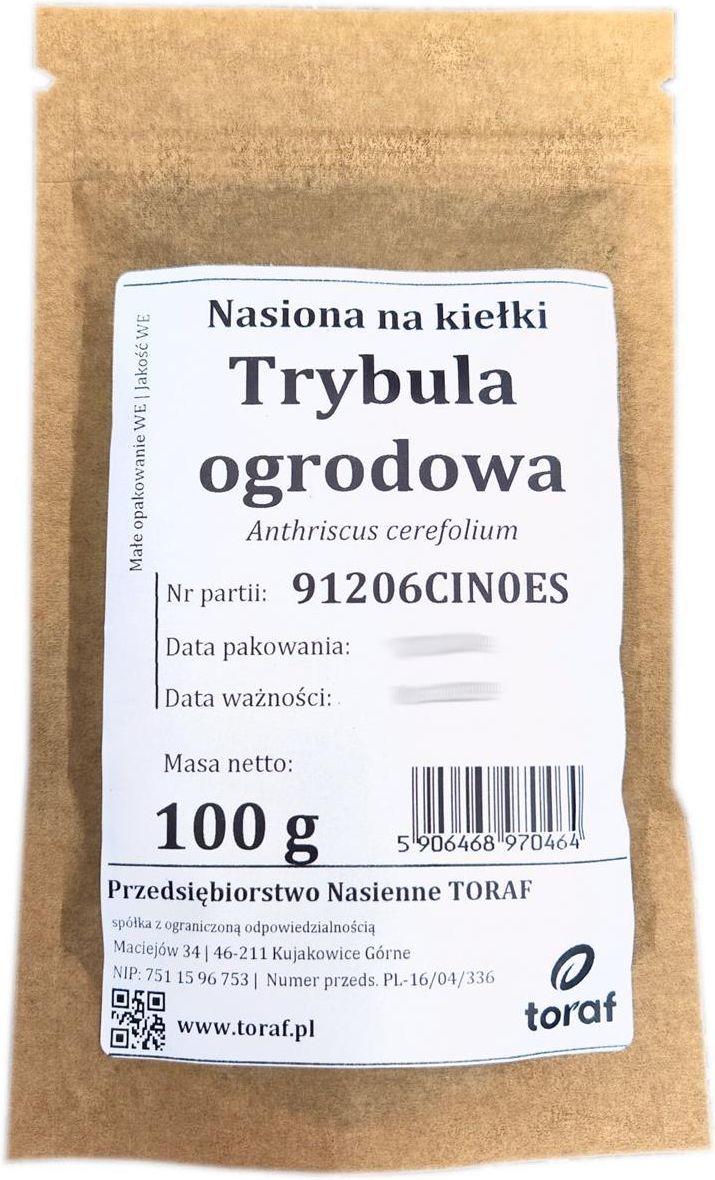 Nasiona na kiełki
Trybula
ogrodowa
Anthriscus cerefolium
Małe opakowanie WE | Jakość WE
Nr partii: 91206CIN0ES
Data pakowania:
Data ważności:
Masa netto:
100 g
5 906468 970464
Przedsiębiorstwo Nasienne TORAF
spółka z ograniczoną odpowiedzialnością
Maciejów 34 | 46-211 Kujakowice Górne
NIP: 751 15 96 753 | Numer przeds. PL-16/04/336
www.toraf.pl
toraf